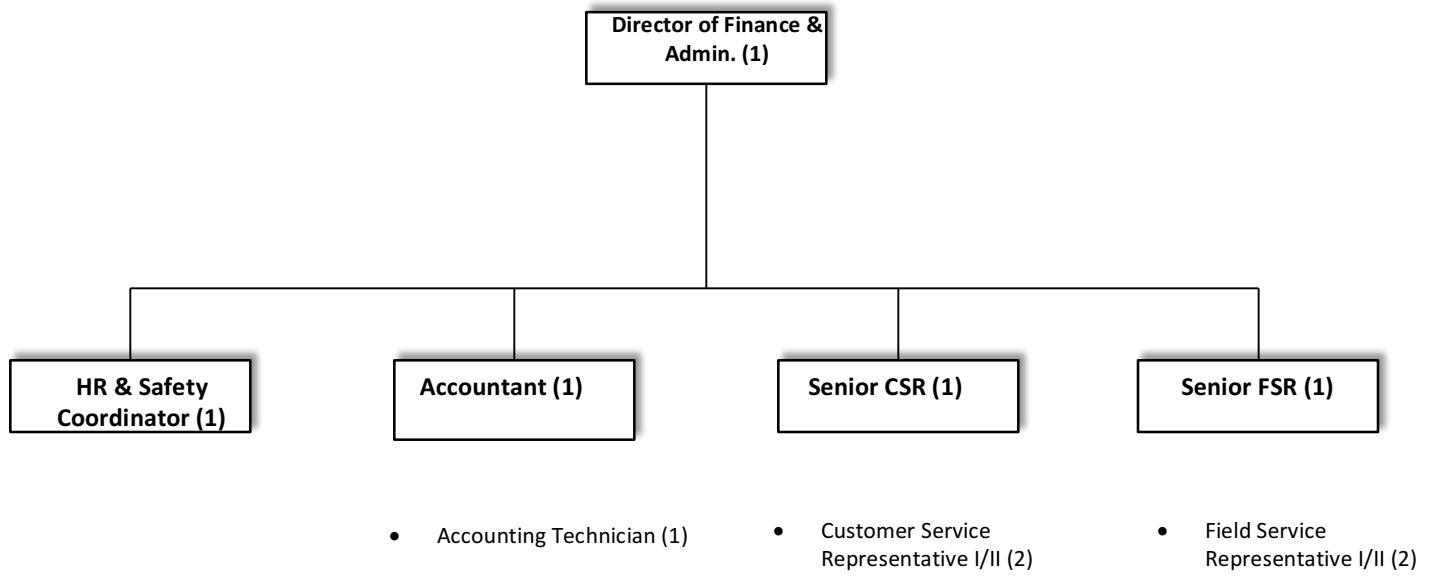 Director of Finance &
Admin. (1)
HR & Safety
Coordinator (1)
Accountant (1)
Senior CSR (1)
Senior FSR (1)
• Accounting Technician (1)
• Customer Service
Representative I/II (2)
• Field Service
Representative I/II (2)